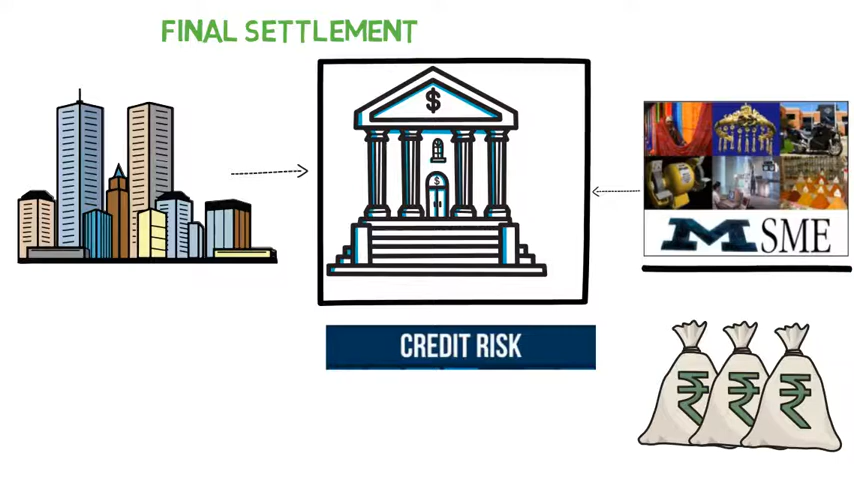 FINAL SETTLEMENT
$
$
MSME
CREDIT RISK
₹ ₹ ₹